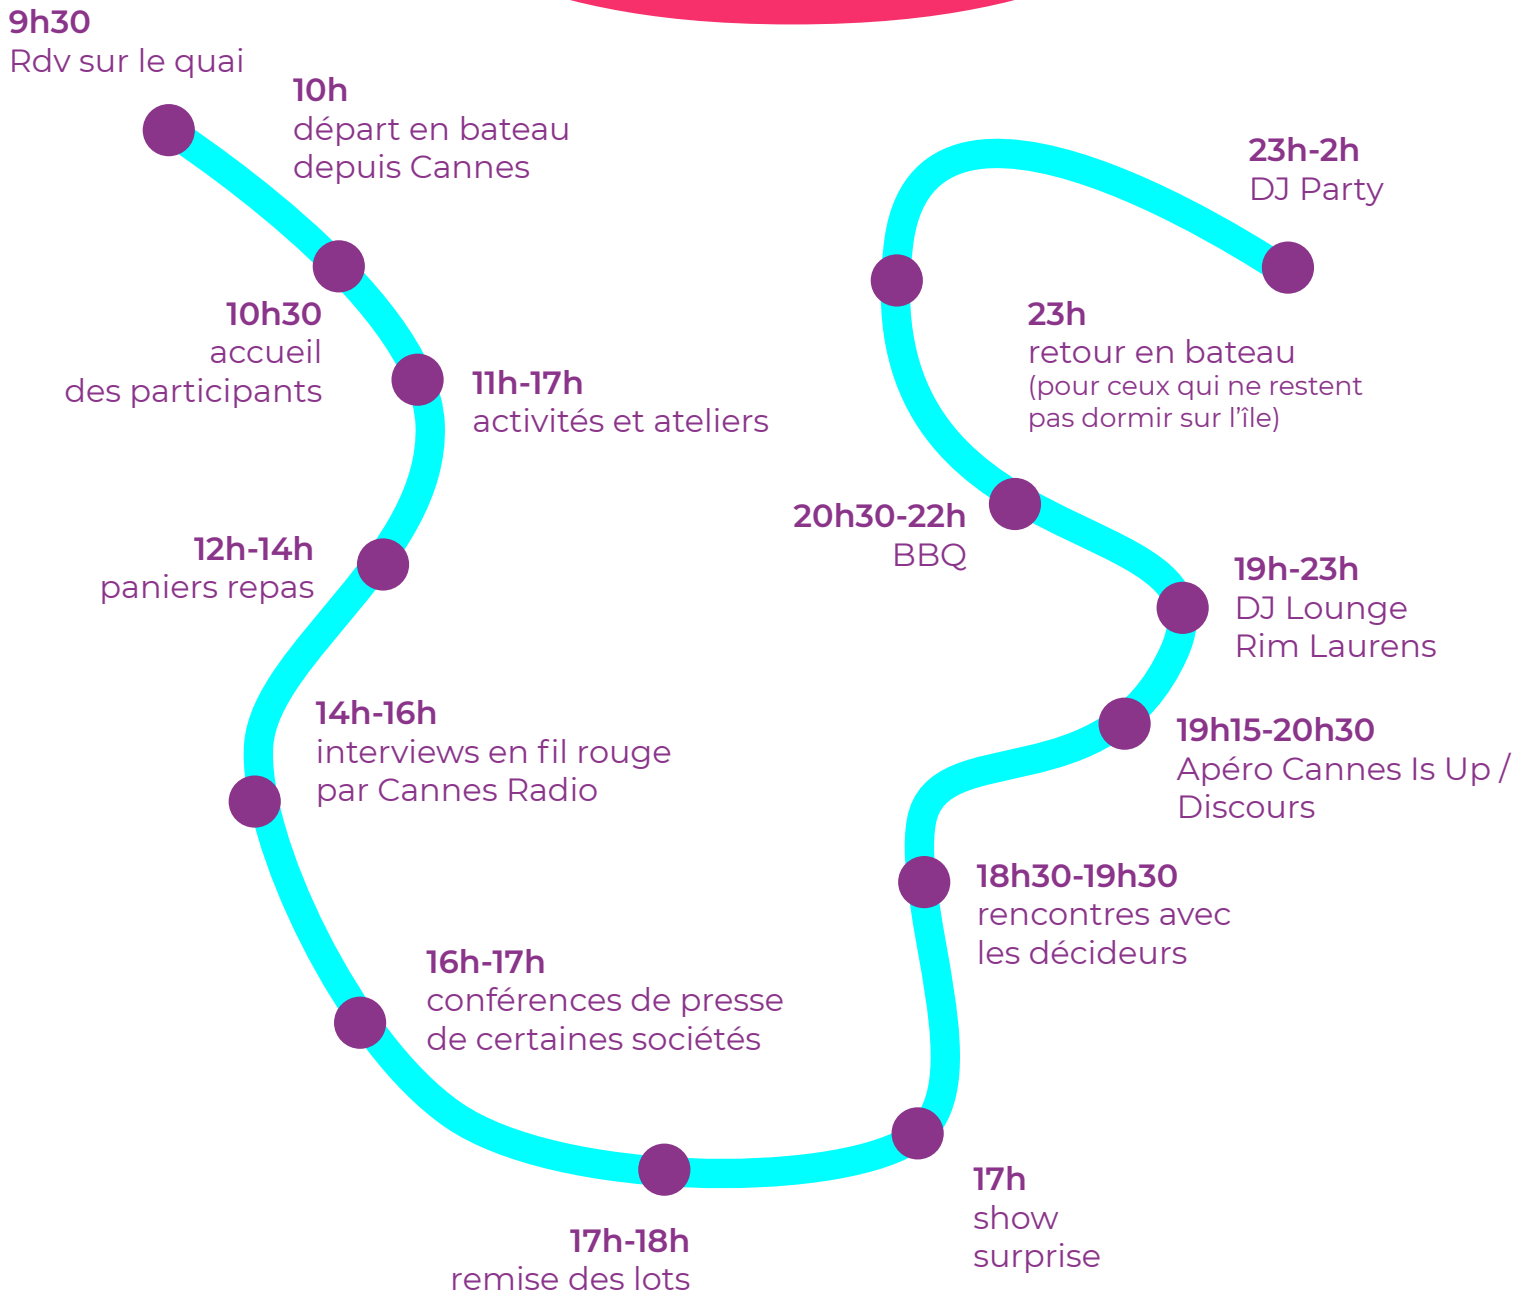 9h30
Rdv sur le quai
10h
départ en bateau
depuis Cannes
10h30
accueil
des participants
11h-17h
activités et ateliers
12h-14h
paniers repas
14h-16h
interviews en fil rouge
par Cannes Radio
16h-17h
conférences de presse
de certaines sociétés
17h-18h
remise des lots
17h
show
surprise
18h30-19h30
rencontres avec
les décideurs
19h15-20h30
Apéro Cannes Is Up /
Discours
19h-23h
DJ Lounge
Rim Laurens
20h30-22h
BBQ
23h
retour en bateau
(pour ceux qui ne restent
pas dormir sur l'île)
23h-2h
DJ Party